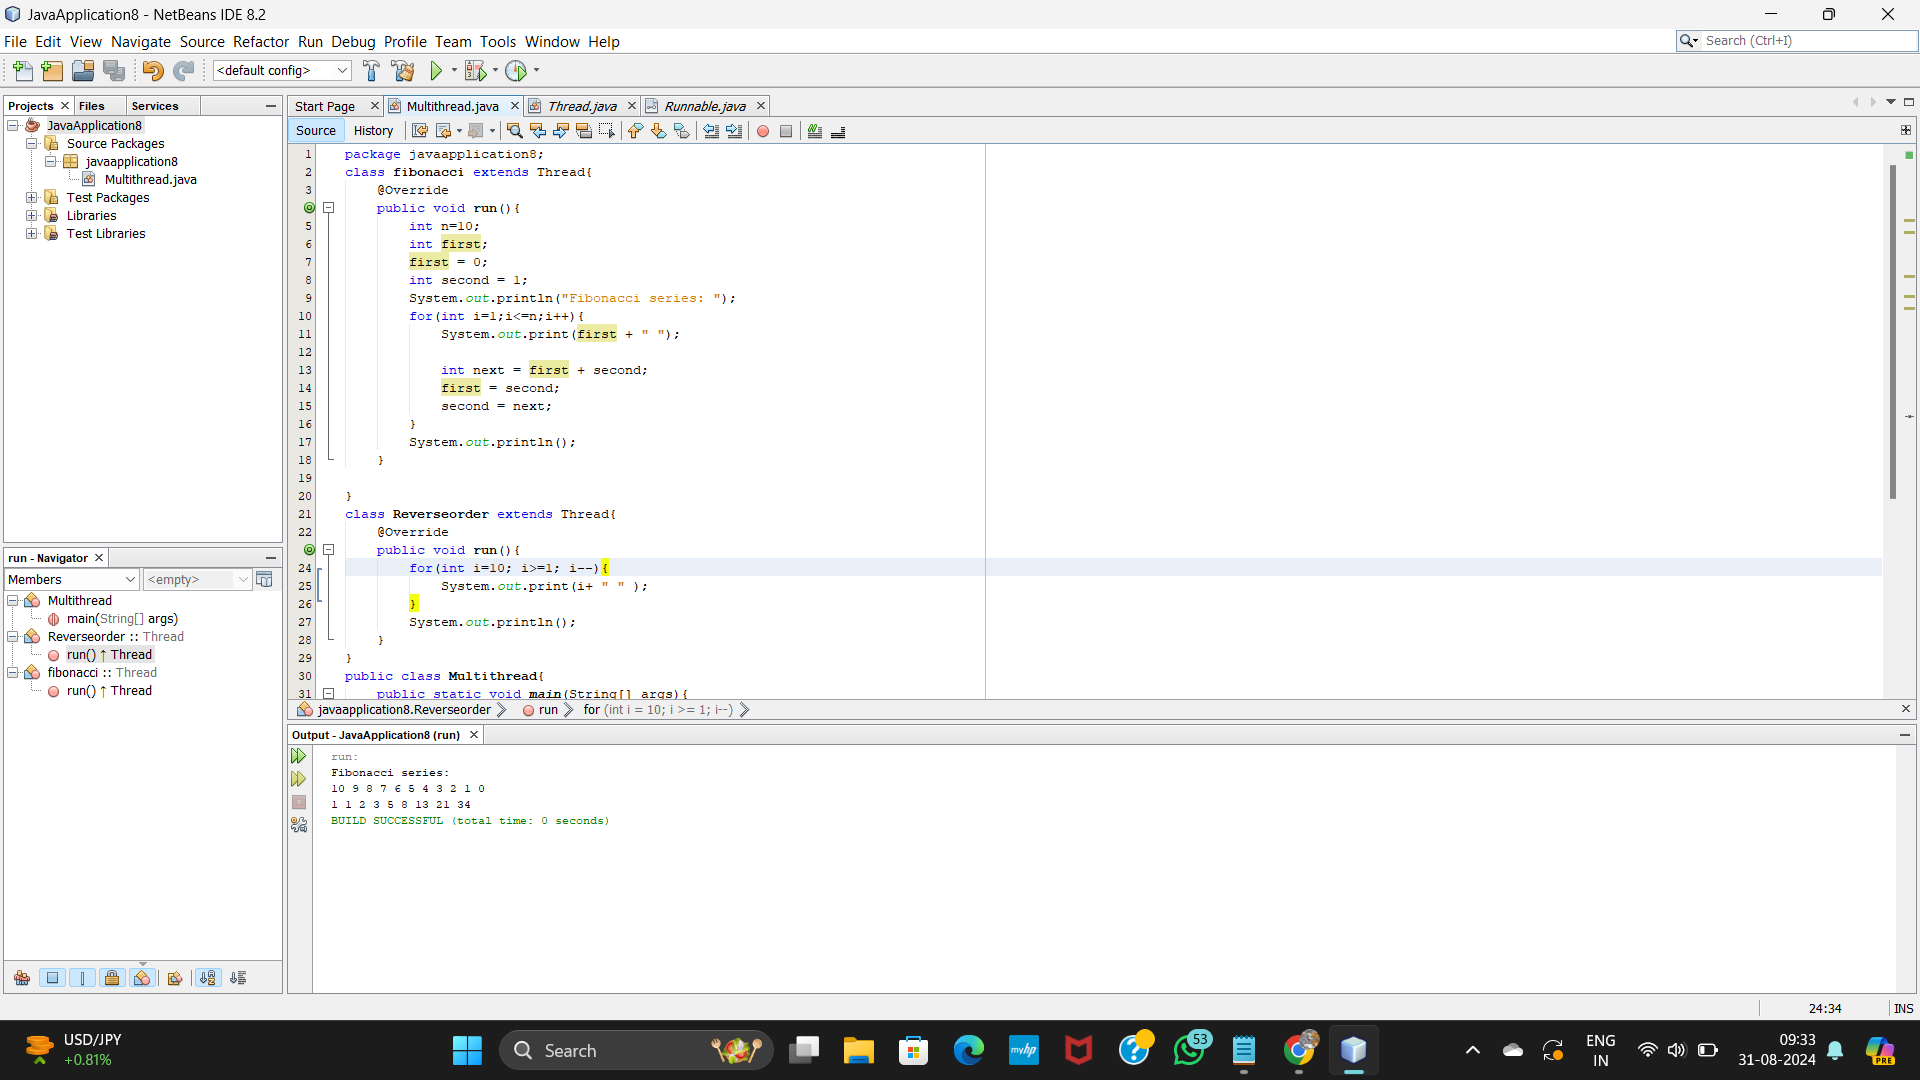 JavaApplication8 - NetBeans IDE 8.2
File Edit View Navigate Source Refactor Run Debug Profile Team Tools Window Help
Search (Ctrl+I)
<default config>
Projects Files Services
JavaApplication8
Source Packages
javaapplication8
Multithread.java
Test Packages
Libraries
Test Libraries
run - Navigator
Members <empty>
Multithread
main(String[] args)
Reverseorder :: Thread
run() ↑ Thread
fibonacci :: Thread
run() ↑ Thread
Start Page Multithread.java Thread.java Runnable.java
Source History
1 package javaapplication8;
2 class fibonacci extends Thread{
3 @Override
public void run(){
5 int n=10;
6 int first;
7 first = 0;
8 int second = 1;
9 System.out.println("Fibonacci series: ");
10 for(int i=1;i<=n;i++){
11 System.out.print(first + " ");
12
13 int next = first + second;
14 first = second;
15 second = next;
16 }
17 System.out.println();
18 }
19
20 }
21 class Reverseorder extends Thread{
22 @Override
public void run(){
24 for(int i=10; i>=1; i--){
25 System.out.print(i+ " " );
26 }
27 System.out.println();
28 }
29 }
30 public class Multithread{
31 public static void main(String[] args){
javaapplication8.Reverseorder run for (int i = 10; i >= 1; i--)
Output - JavaApplication8 (run)
run:
Fibonacci series:
10 9 8 7 6 5 4 3 2 1 0
1 1 2 3 5 8 13 21 34
BUILD SUCCESSFUL (total time: 0 seconds)
24:34 INS
USD/JPY
+0.81%
Search
myhp
53
ENG
IN
09:33
31-08-2024
PRE